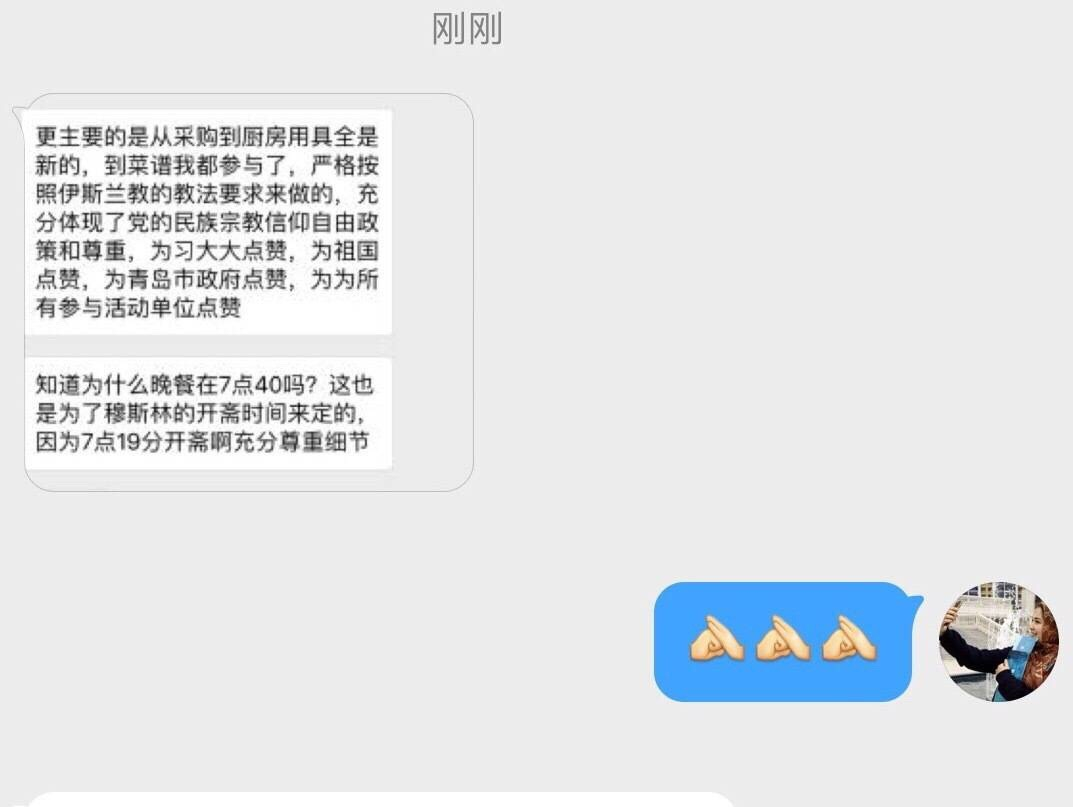 刚刚
更主要的是从采购到厨房用具全是
新的，到菜谱我都参与了，严格按
照伊斯兰教的教法要求来做的，充
分体现了党的民族宗教信仰自由政
策和尊重，为习大大点赞，为祖国
点赞，为青岛市政府点赞，为为所
有参与活动单位点赞
知道为什么晚餐在7点40吗？这也
是为了穆斯林的开斋时间来定的，
因为7点19分开斋啊充分尊重细节